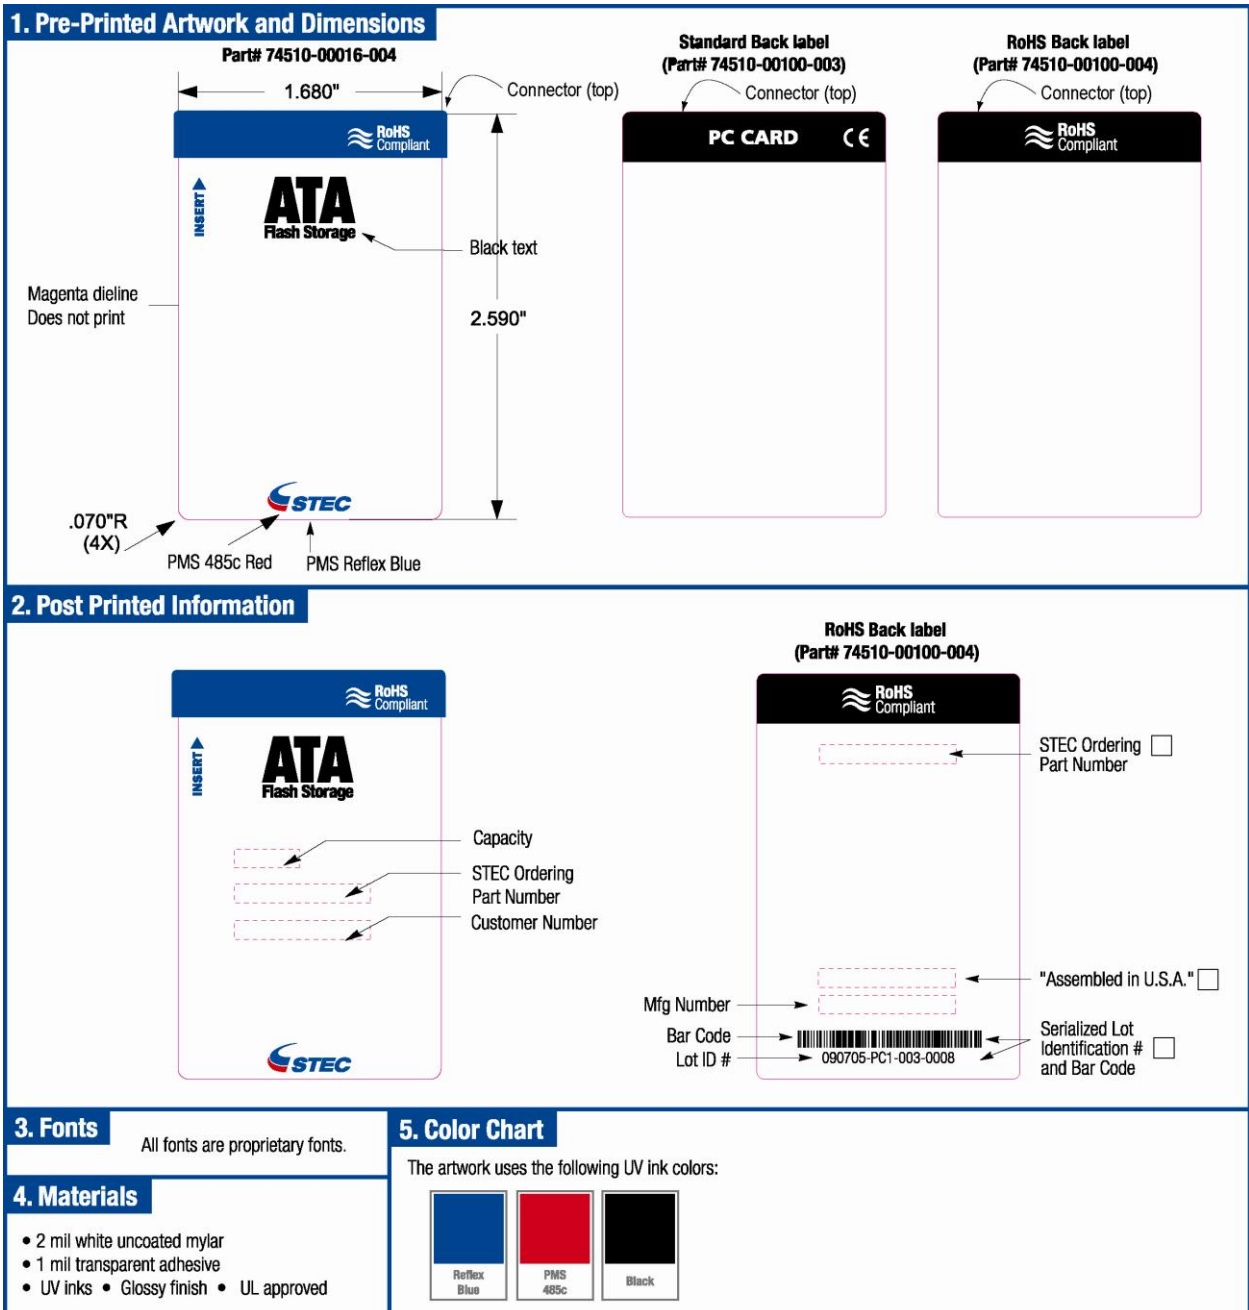 1. Pre-Printed Artwork and Dimensions
Part# 74510-00016-004
1.680"
Connector (top)
RoHS
Compliant
INSERT
ATA
Flash Storage
Black text
Magenta dieline
Does not print
2.590"
STEC
.070"R
(4X)
PMS 485c Red
PMS Reflex Blue
Standard Back label
(Part# 74510-00100-003)
Connector (top)
PC CARD CE
RoHS Back label
(Part# 74510-00100-004)
Connector (top)
RoHS
Compliant
2. Post Printed Information
RoHS
Compliant
INSERT
ATA
Flash Storage
Capacity
STEC Ordering
Part Number
Customer Number
STEC
RoHS Back label
(Part# 74510-00100-004)
RoHS
Compliant
STEC Ordering
Part Number
"Assembled in U.S.A."
Mfg Number
Bar Code
Lot ID #
090705-PC1-003-0008
Serialized Lot
Identification #
and Bar Code
3. Fonts
All fonts are proprietary fonts.
4. Materials
• 2 mil white uncoated mylar
• 1 mil transparent adhesive
• UV inks • Glossy finish • UL approved
5. Color Chart
The artwork uses the following UV ink colors:
Reflex
Blue
PMS
485c
Black